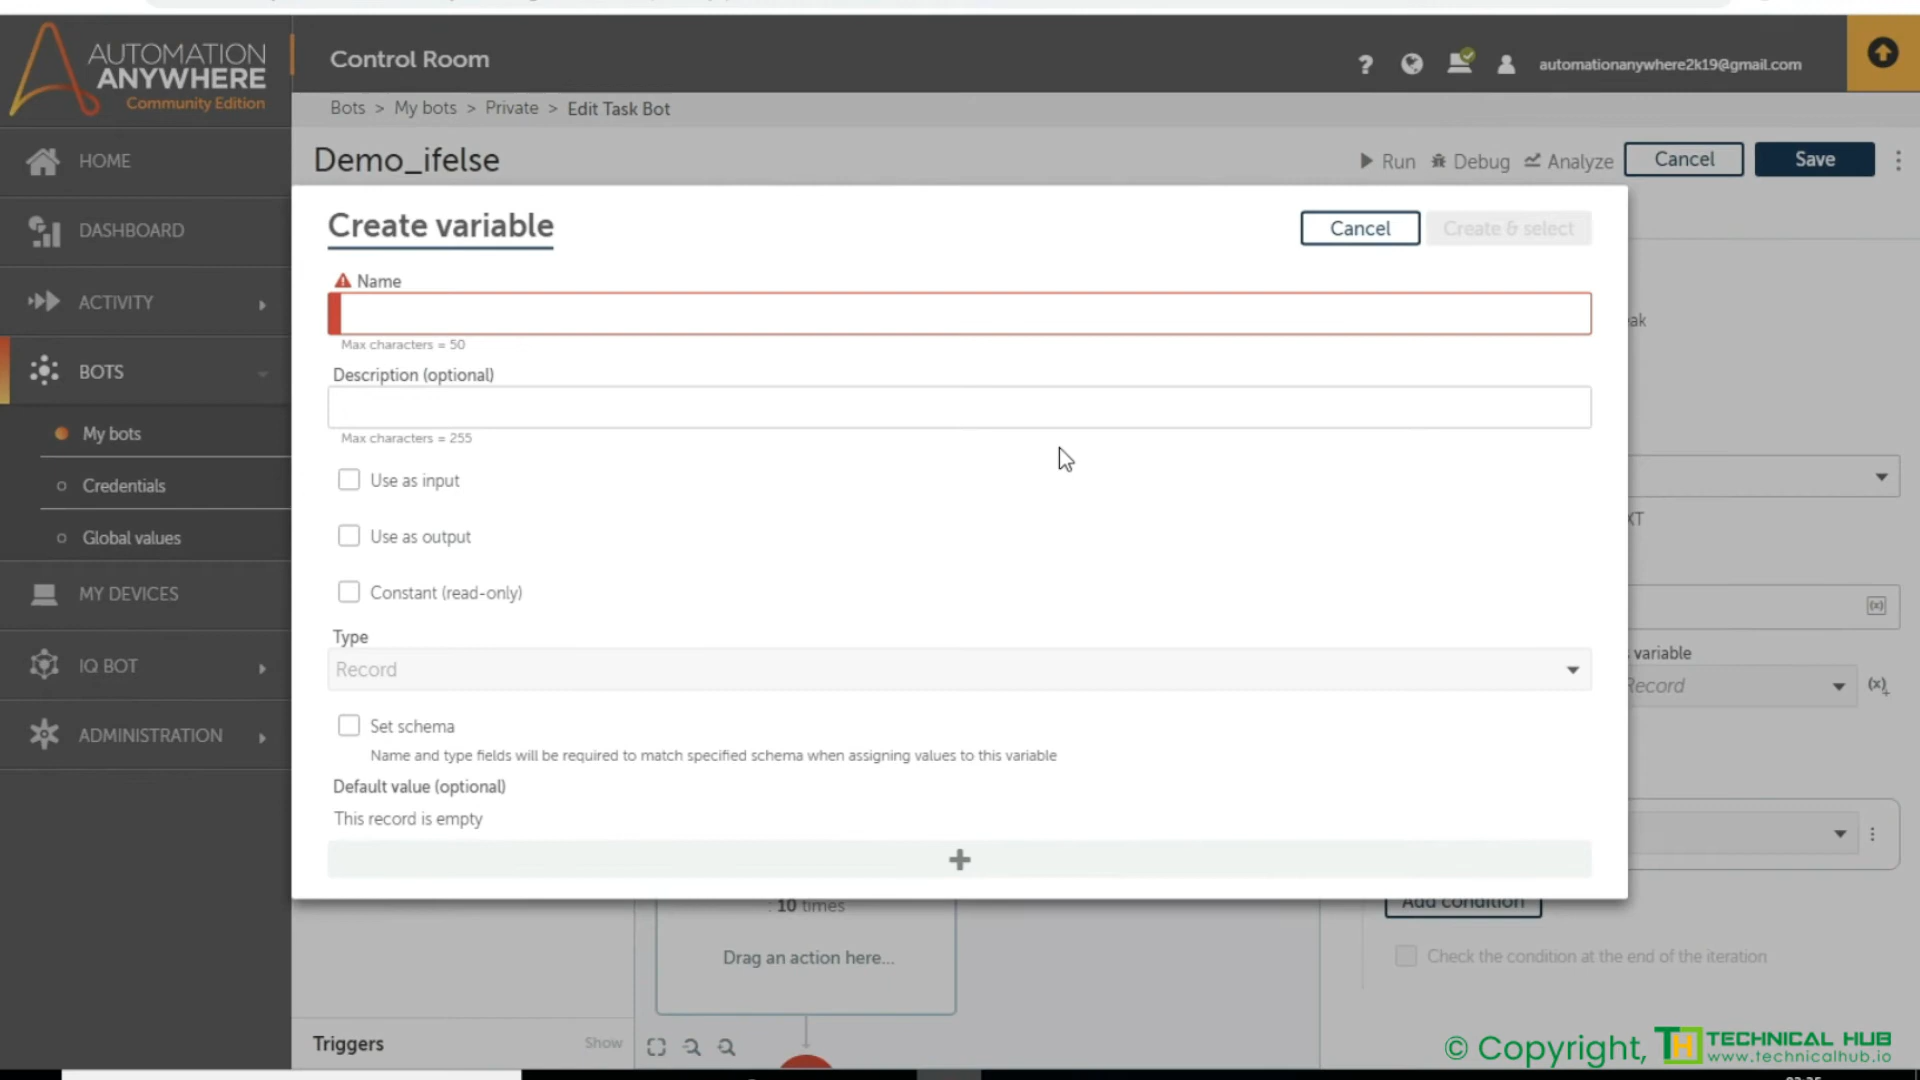 AUTOMATION
ANYWHERE
Community Edition
Control Room
automationanywhere2k19@gmail.com
Bots > My bots > Private > Edit Task Bot
HOME
Demo_ifelse
Run
Debug
Analyze
Cancel
Save
DASHBOARD
ACTIVITY
BOTS
My bots
Credentials
Global values
MY DEVICES
IQ BOT
ADMINISTRATION
Create variable
Cancel
Create & select
Name
Max characters = 50
Description (optional)
Max characters = 255
Use as input
Use as output
Constant (read-only)
Type
Record
Set schema
Name and type fields will be required to match specified schema when assigning values to this variable
Default value (optional)
This record is empty
variable
Record
(x)
: 10 times
Drag an action here...
Add condition
Check the condition at the end of the iteration
Triggers
Show
© Copyright, TH TECHNICAL HUB
www.technicalhub.io